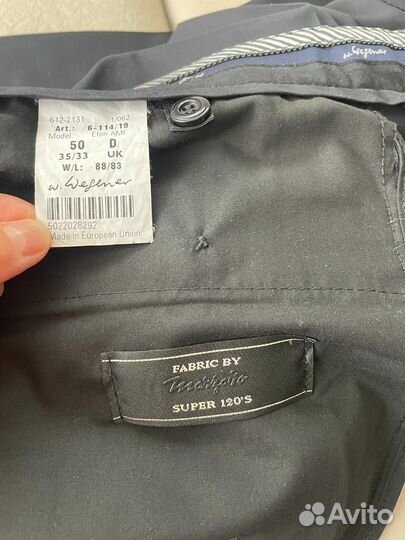 w. Wegener
612-2131 1/002
Art.: 6-114/19
Model: Eton AMF
50 D
35/33 UK
W/L: 88/83
w. Wegener
5022028292
Made in European Union
FABRIC BY
Marzotto
SUPER 120'S
Avito